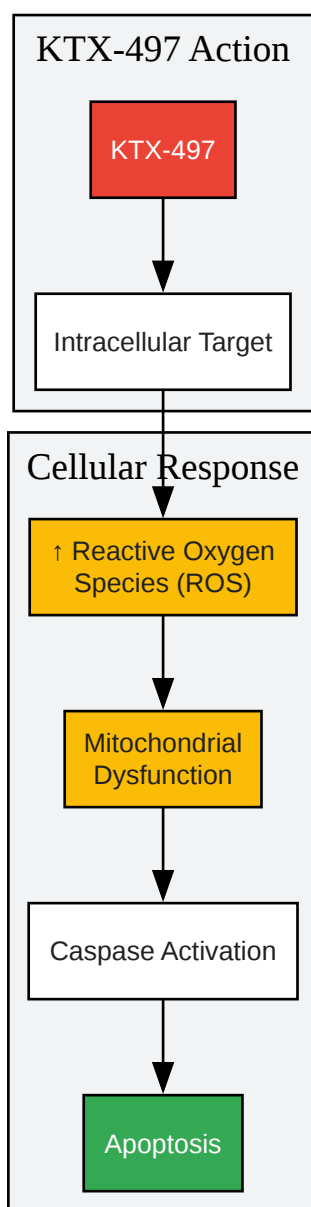 KTX-497 Action
KTX-497
Intracellular Target
Cellular Response
↑ Reactive Oxygen
Species (ROS)
Mitochondrial
Dysfunction
Caspase Activation
Apoptosis